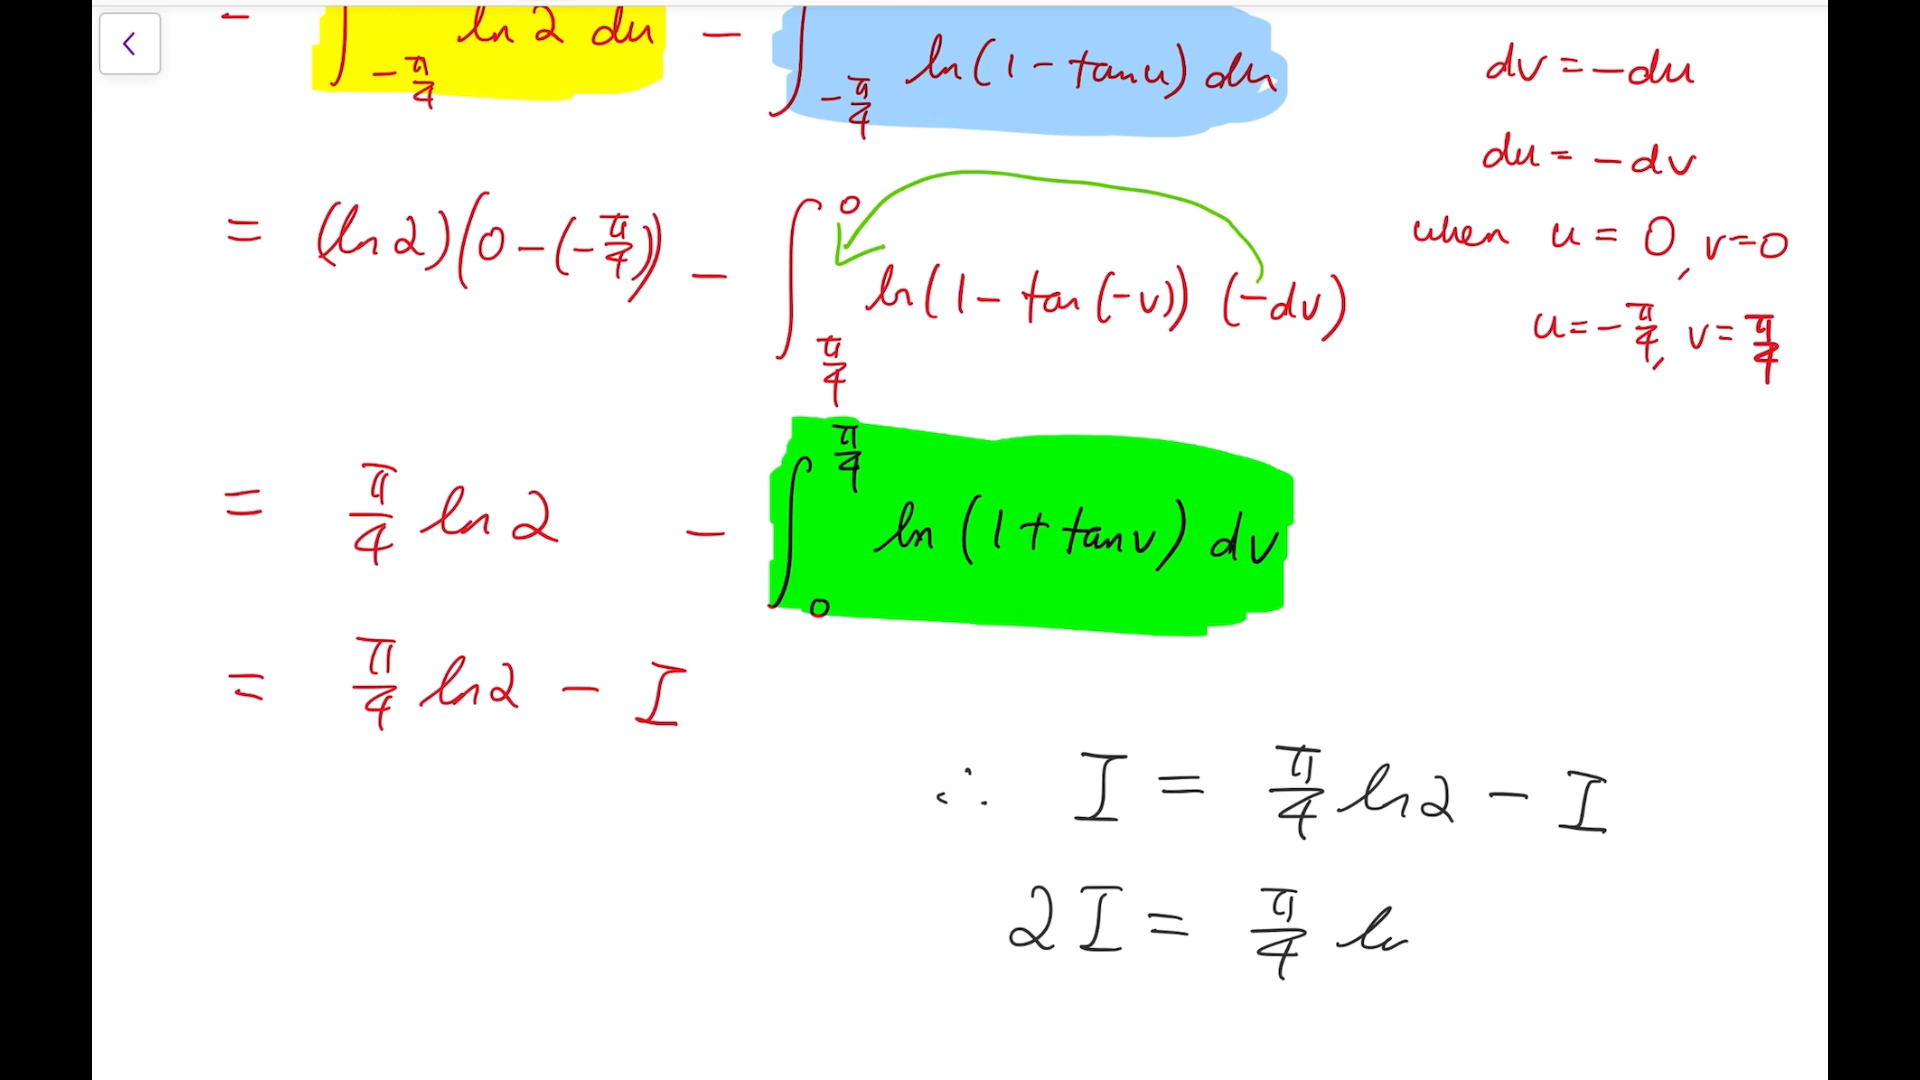 = ∫_{-π/4} ln 2 du - ∫_{-π/4} ln(1 - tan u) du
dv = -du
du = -dv
= (ln 2)(0 - (-π/4)) - ∫_{π/4}^{0} ln(1 - tan(-v)) (-dv)
when u = 0, v=0
u = -π/4, v = π/4
= π/4 ln 2 - ∫_{0}^{π/4} ln (1 + tan v) dv
= π/4 ln 2 - I
∴ I = π/4 ln 2 - I
2 I = π/4 ln